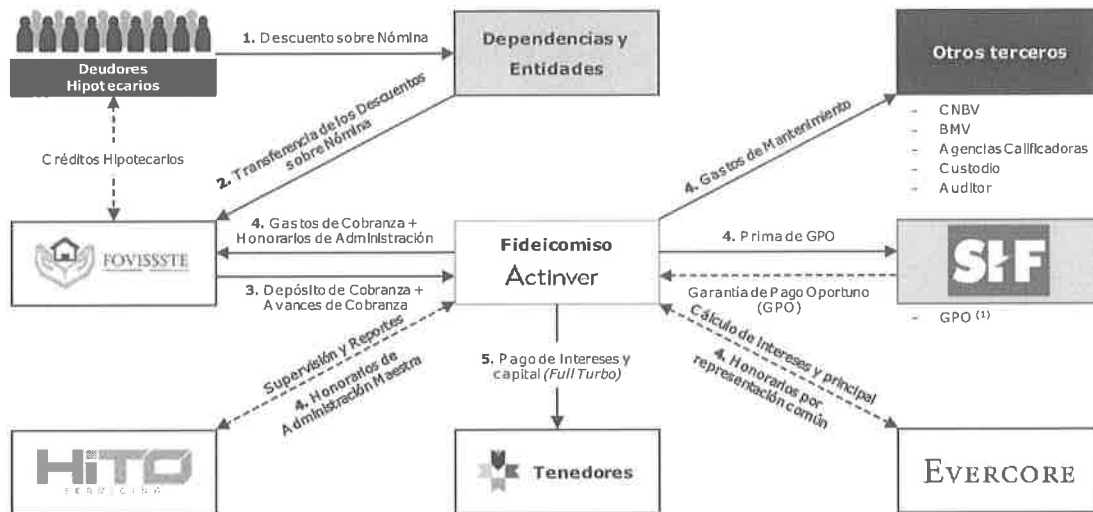 1. Descuento sobre Nómina
Deudores
Hipotecarios
Dependencias y
Entidades
Otros terceros
- CNBV
- BMV
- Agencias Calificadoras
- Custodio
- Auditor
Créditos Hipotecarios
2. Transferencia de los Descuentos
sobre Nómina
4. Gastos de Mantenimiento
FOVISSSTE
4. Gastos de Cobranza +
Honorarios de Administración
3. Depósito de Cobranza +
Avances de Cobranza
Fideicomiso
Actinver
4. Prima de GPO
Garantía de Pago Oportuno
(GPO)
SHF
- GPO (1)
Supervisión y Reportes
4. Honorarios de
Administración Maestra
5. Pago de Intereses y
capital (Full Turbo)
Cálculo de Intereses y principal
4. Honorarios por
representación común
HiTO
SERVICING
Tenedores
EVERCORE